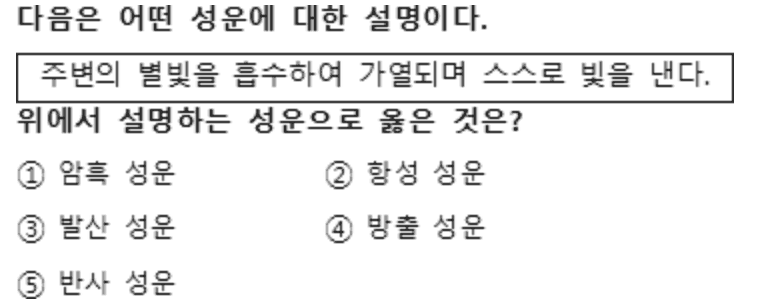 다음은 어떤 성운에 대한 설명이다.
주변의 별빛을 흡수하여 가열되며 스스로 빛을 낸다.
위에서 설명하는 성운으로 옳은 것은?
① 암흑 성운 ② 항성 성운
③ 발산 성운 ④ 방출 성운
⑤ 반사 성운